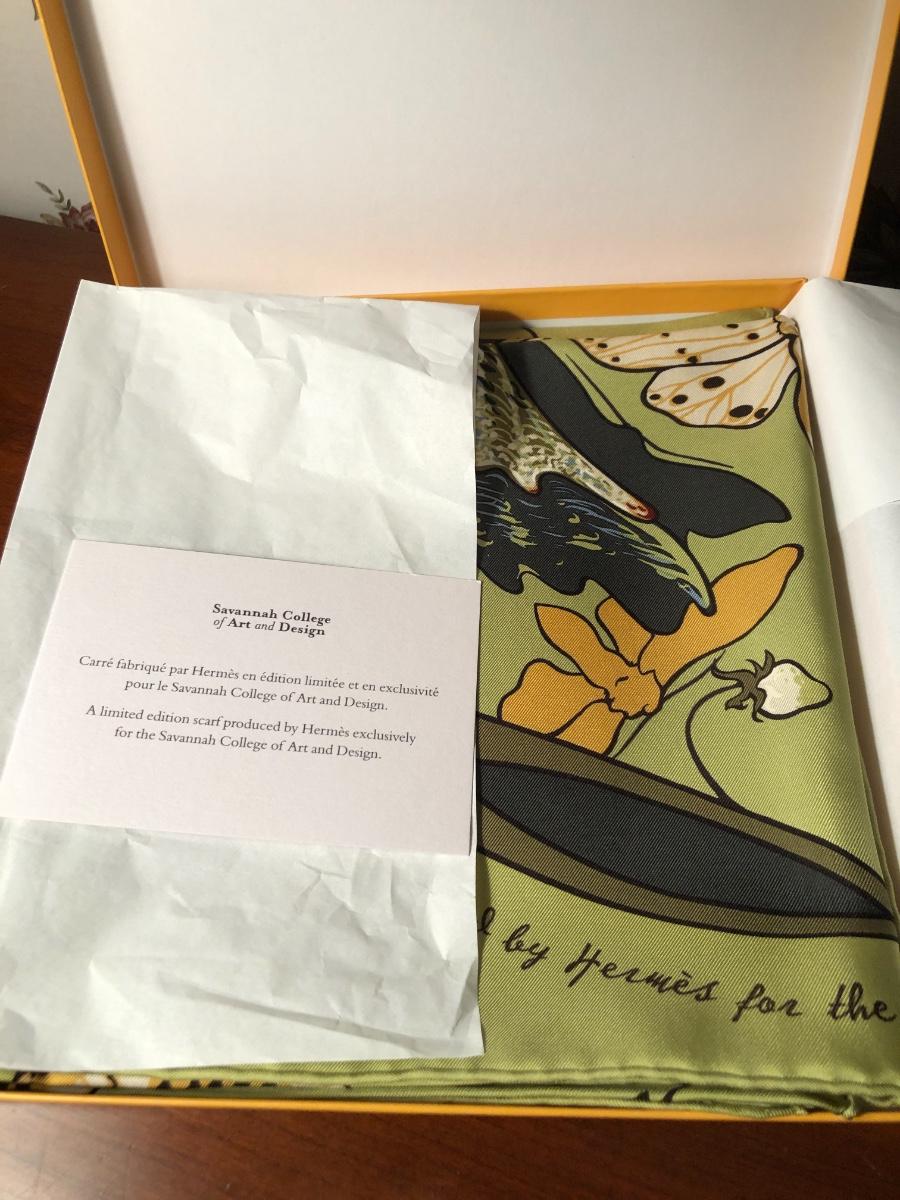 Savannah College
of Art and Design
Carré fabriqué par Hermès en édition limitée et en exclusivité
pour le Savannah College of Art and Design.
A limited edition scarf produced by Hermès exclusively
for the Savannah College of Art and Design.
by Hermès for the